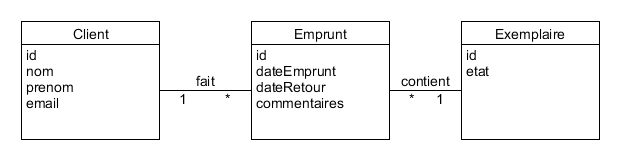 Client
id
nom
prenom
email
fait
1 *
Emprunt
id
dateEmprunt
dateRetour
commentaires
contient
* 1
Exemplaire
id
etat